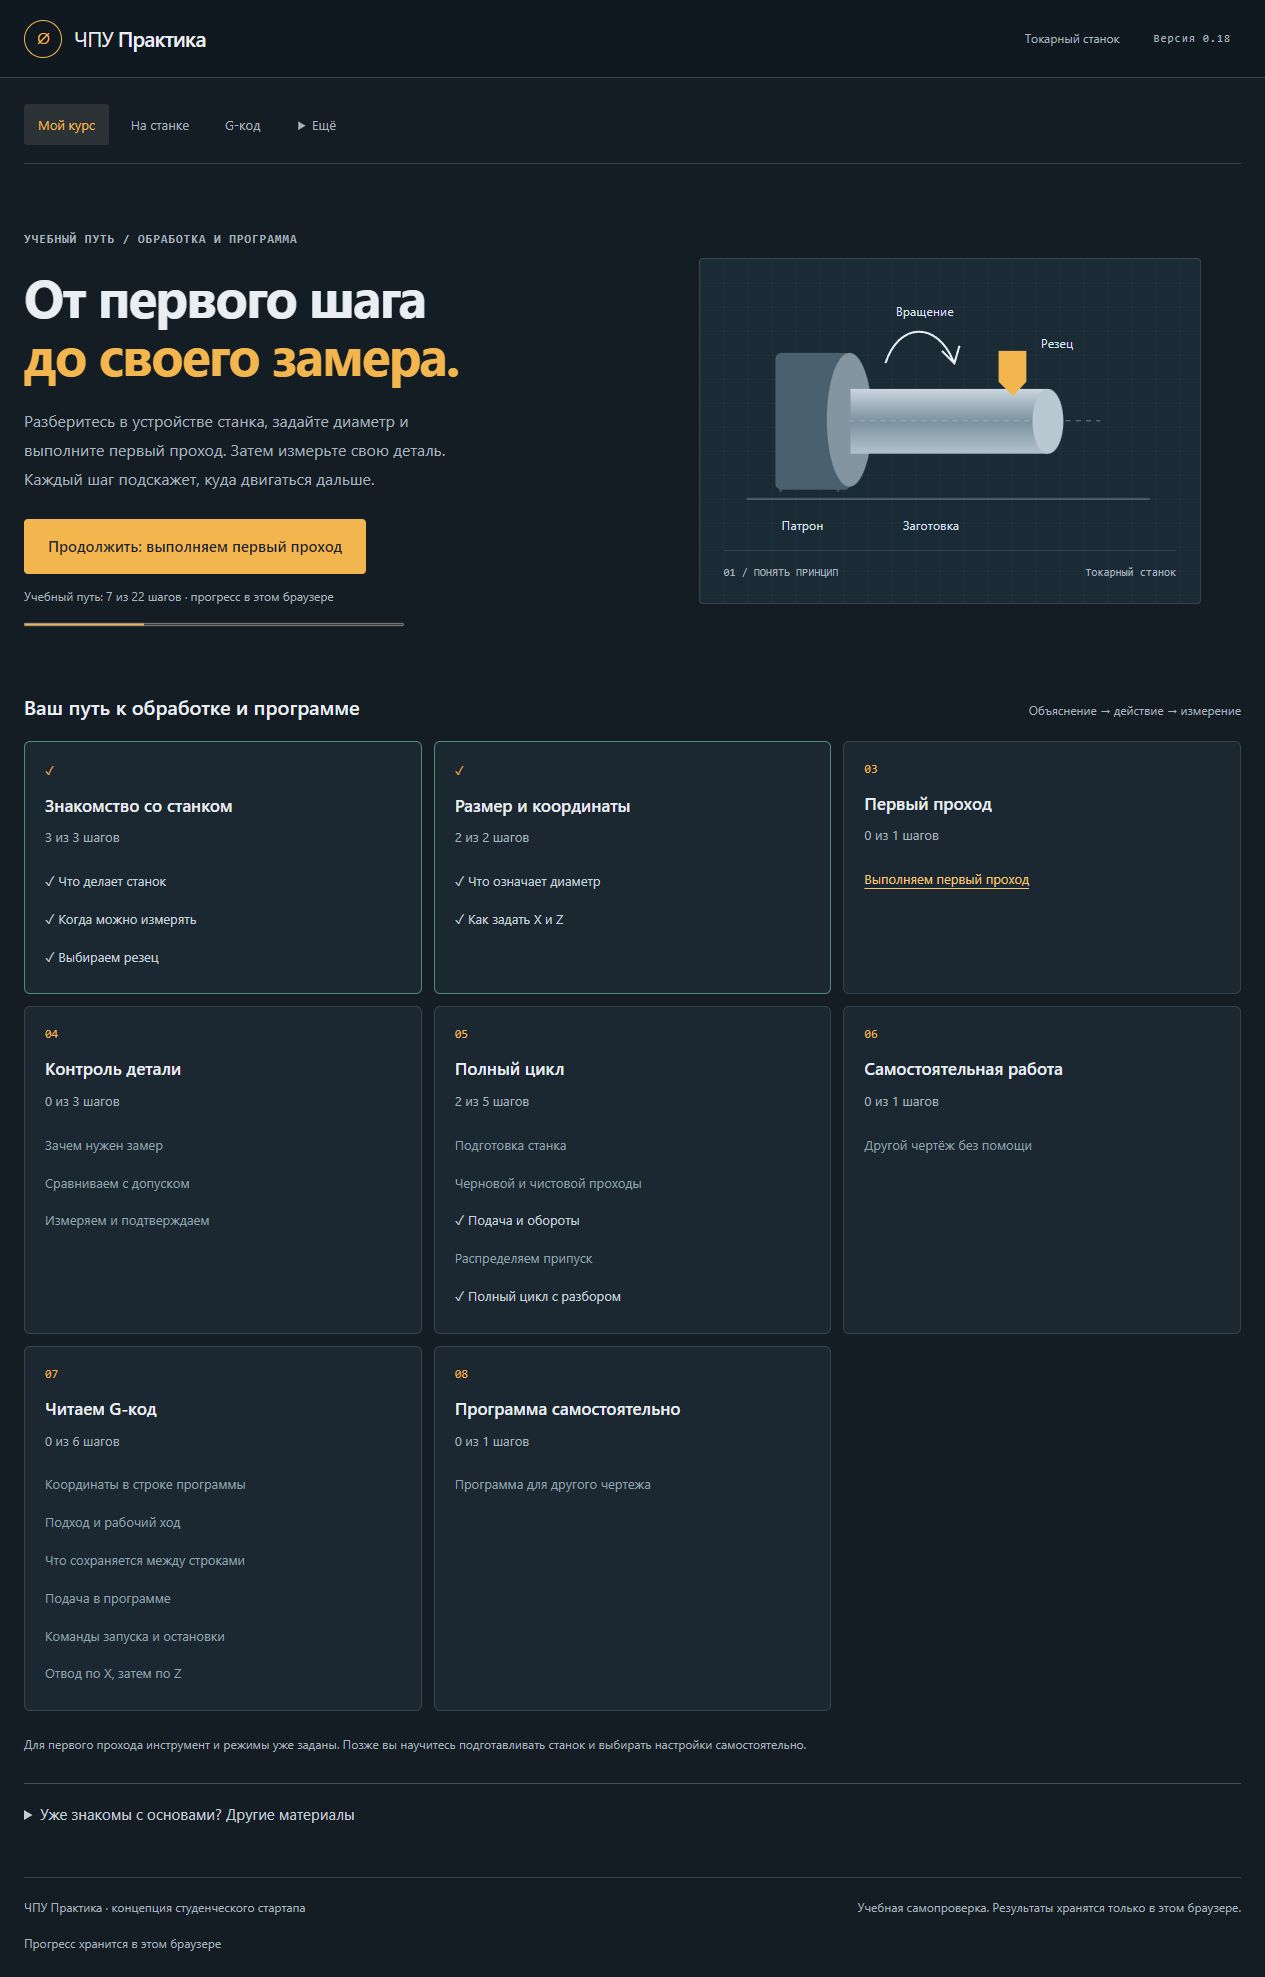 Ø ЧПУ Практика
Токарный станок
Версия 0.18
Мой курс
На станке
G-код
▶ Ещё
УЧЕБНЫЙ ПУТЬ / ОБРАБОТКА И ПРОГРАММА
От первого шага
до своего замера.
Разберитесь в устройстве станка, задайте диаметр и
выполните первый проход. Затем измерьте свою деталь.
Каждый шаг подскажет, куда двигаться дальше.
Продолжить: выполняем первый проход
Учебный путь: 7 из 22 шагов · прогресс в этом браузере
Вращение
Резец
Патрон
Заготовка
01 / ПОНЯТЬ ПРИНЦИП
Токарный станок
Ваш путь к обработке и программе
Объяснение → действие → измерение
✓
Знакомство со станком
3 из 3 шагов
✓ Что делает станок
✓ Когда можно измерять
✓ Выбираем резец
✓
Размер и координаты
2 из 2 шагов
✓ Что означает диаметр
✓ Как задать X и Z
03
Первый проход
0 из 1 шагов
Выполняем первый проход
04
Контроль детали
0 из 3 шагов
Зачем нужен замер
Сравниваем с допуском
Измеряем и подтверждаем
05
Полный цикл
2 из 5 шагов
Подготовка станка
Черновой и чистовой проходы
✓ Подача и обороты
Распределяем припуск
✓ Полный цикл с разбором
06
Самостоятельная работа
0 из 1 шагов
Другой чертёж без помощи
07
Читаем G-код
0 из 6 шагов
Координаты в строке программы
Подход и рабочий ход
Что сохраняется между строками
Подача в программе
Команды запуска и остановки
Отвод по X, затем по Z
08
Программа самостоятельно
0 из 1 шагов
Программа для другого чертежа
Для первого прохода инструмент и режимы уже заданы. Позже вы научитесь подготавливать станок и выбирать настройки самостоятельно.
▶ Уже знакомы с основами? Другие материалы
ЧПУ Практика · концепция студенческого стартапа
Учебная самопроверка. Результаты хранятся только в этом браузере.
Прогресс хранится в этом браузере